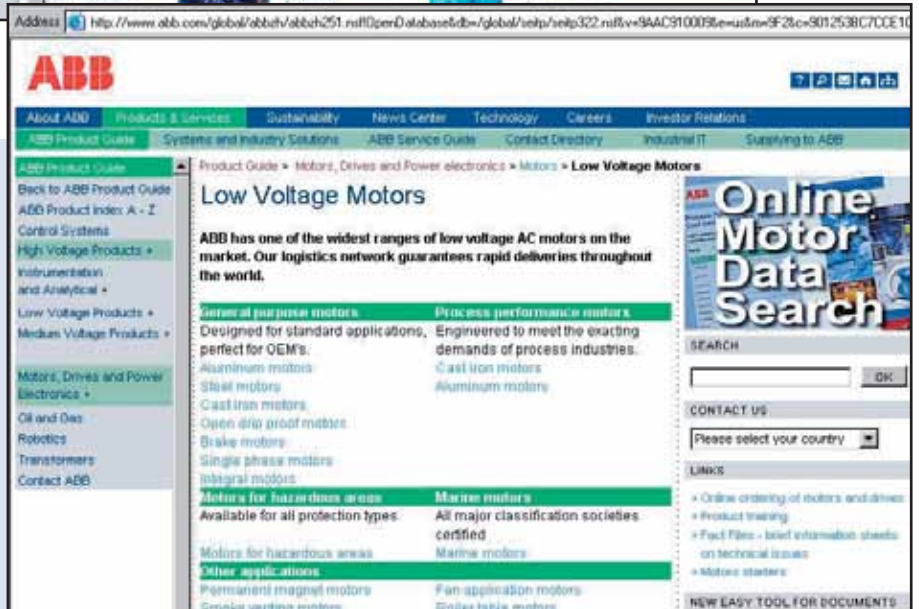 Address http://www.abb.com/global/abbzh/abbzh251.nsf!OpenDatabase&db=/global/seitp/seitp322.nsf&v=9AAC910009&e=us&m=9F2&c=9012538C7CCE1
ABB
About ABB Products & Services Sustainability News Center Technology Careers Investor Relations
ABB Product Guide Systems and Industry Solutions ABB Service Guide Contact Directory Industrial IT Supplying to ABB
ABB Product Guide
Back to ABB Product Guide
ABB Product Index A - Z
Control Systems
High Voltage Products +
Instrumentation
and Analytical +
Low Voltage Products +
Medium Voltage Products +
Motors, Drives and Power
Electronics +
Oil and Gas
Robotics
Transformers
Contact ABB
Product Guide » Motors, Drives and Power electronics » Motors » Low Voltage Motors
Low Voltage Motors
ABB has one of the widest ranges of low voltage AC motors on the
market. Our logistics network guarantees rapid deliveries throughout
the world.
General purpose motors
Designed for standard applications,
perfect for OEM's.
Aluminum motors
Steel motors
Cast iron motors
Open drip proof motors
Brake motors
Single phase motors
Integral motors
Process performance motors
Engineered to meet the exacting
demands of process industries.
Cast iron motors
Aluminum motors
Motors for hazardous areas
Available for all protection types
Motors for hazardous areas
Marine motors
All major classification societies
certified
Marine motors
Other applications
Permanent magnet motors Fan application motors
Smoke venting motors Roller table motors
ABB
Online
Motor
Data
Search
SEARCH
OK
CONTACT US
Please select your country
LINKS
» Online ordering of motors and drives
» Product training
» Fact Files - brief information sheets
on technical issues
» Motors starters
NEW EASY TOOL FOR DOCUMENTS